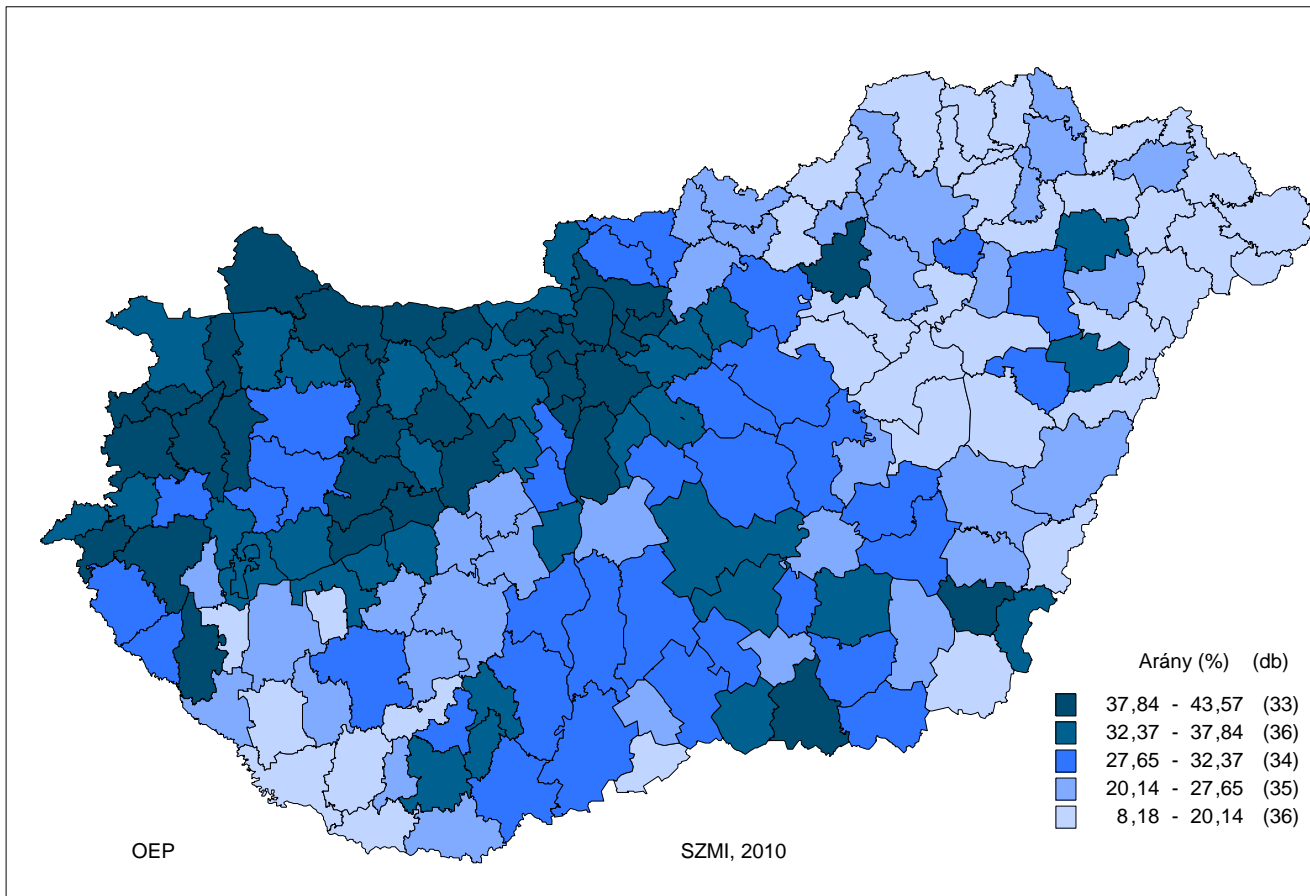 Arány (%) (db)
37,84 - 43,57 (33)
32,37 - 37,84 (36)
27,65 - 32,37 (34)
20,14 - 27,65 (35)
8,18 - 20,14 (36)
OEP SZMI, 2010